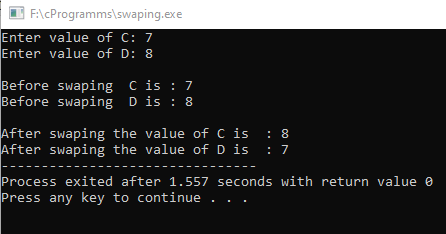 F:\cProgramms\swaping.exe
Enter value of C: 7
Enter value of D: 8
Before swaping  C is : 7
Before swaping  D is : 8
After swaping the value of C is  : 8
After swaping the value of D is  : 7
--------------------------------
Process exited after 1.557 seconds with return value 0
Press any key to continue . . .